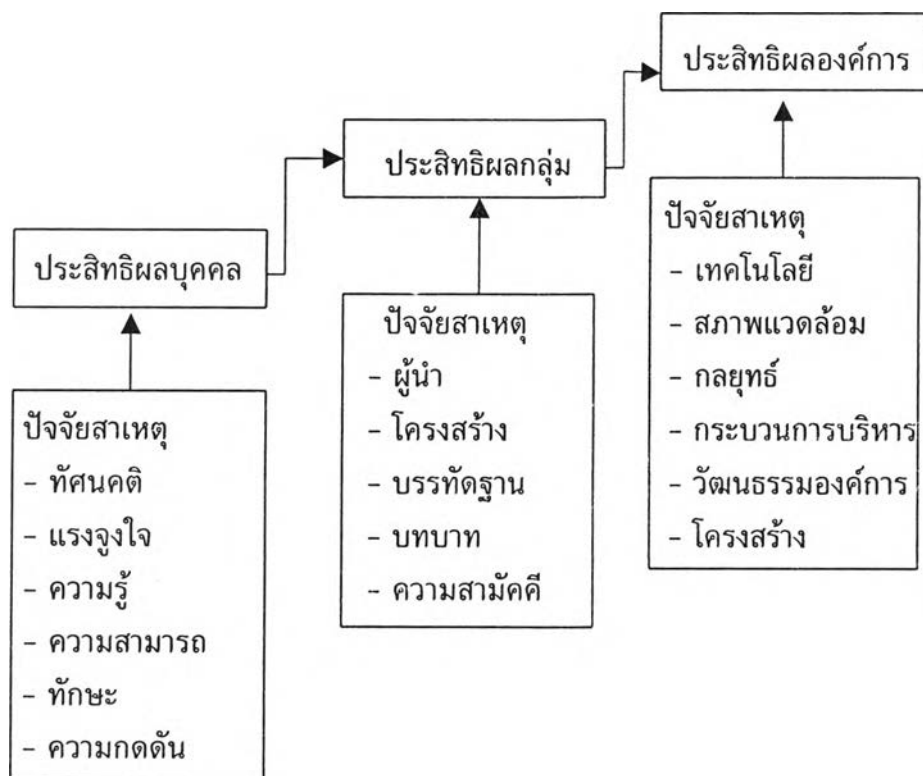 ประสิทธิผลองค์การ
ประสิทธิผลกลุ่ม
ประสิทธิผลบุคคล
ปัจจัยสาเหตุ
- เทคโนโลยี
- สภาพแวดล้อม
- กลยุทธ์
- กระบวนการบริหาร
- วัฒนธรรมองค์การ
- โครงสร้าง
ปัจจัยสาเหตุ
- ผู้นำ
- โครงสร้าง
- บรรทัดฐาน
- บทบาท
- ความสามัคคี
ปัจจัยสาเหตุ
- ทัศนคติ
- แรงจูงใจ
- ความรู้
- ความสามารถ
- ทักษะ
- ความกดดัน